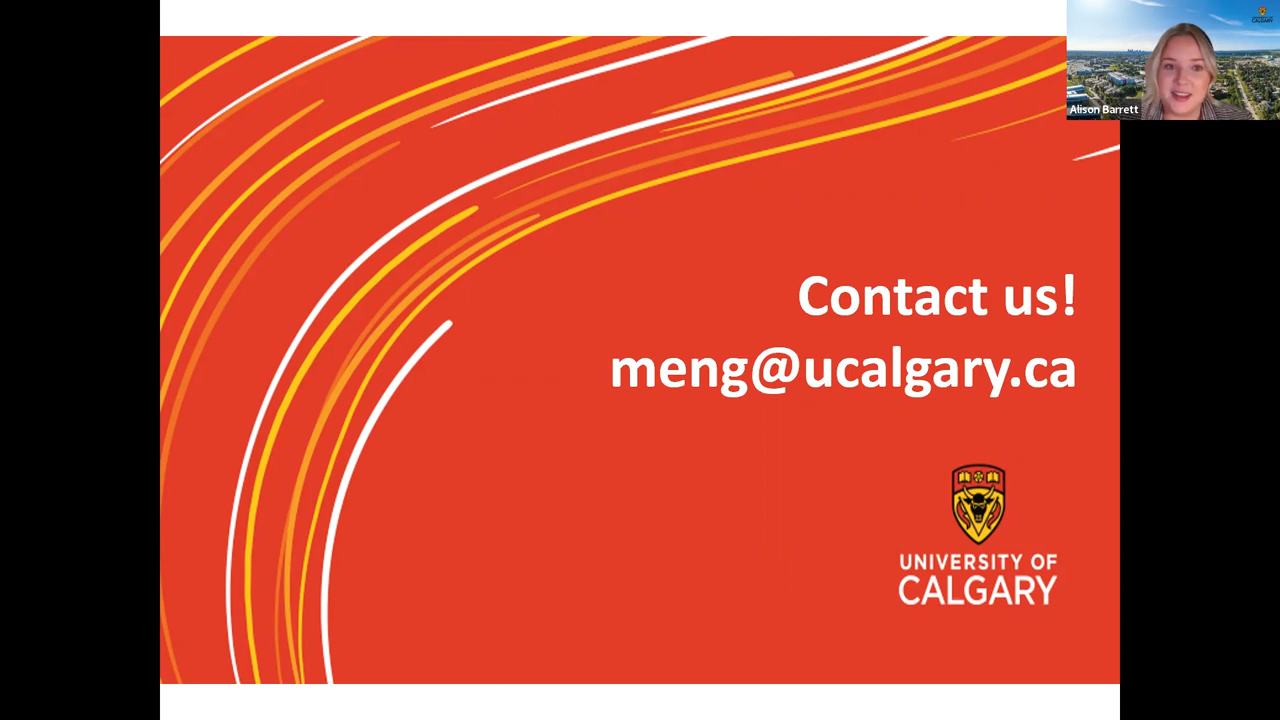 Alison Barrett
Contact us!
meng@ucalgary.ca
UNIVERSITY OF
CALGARY